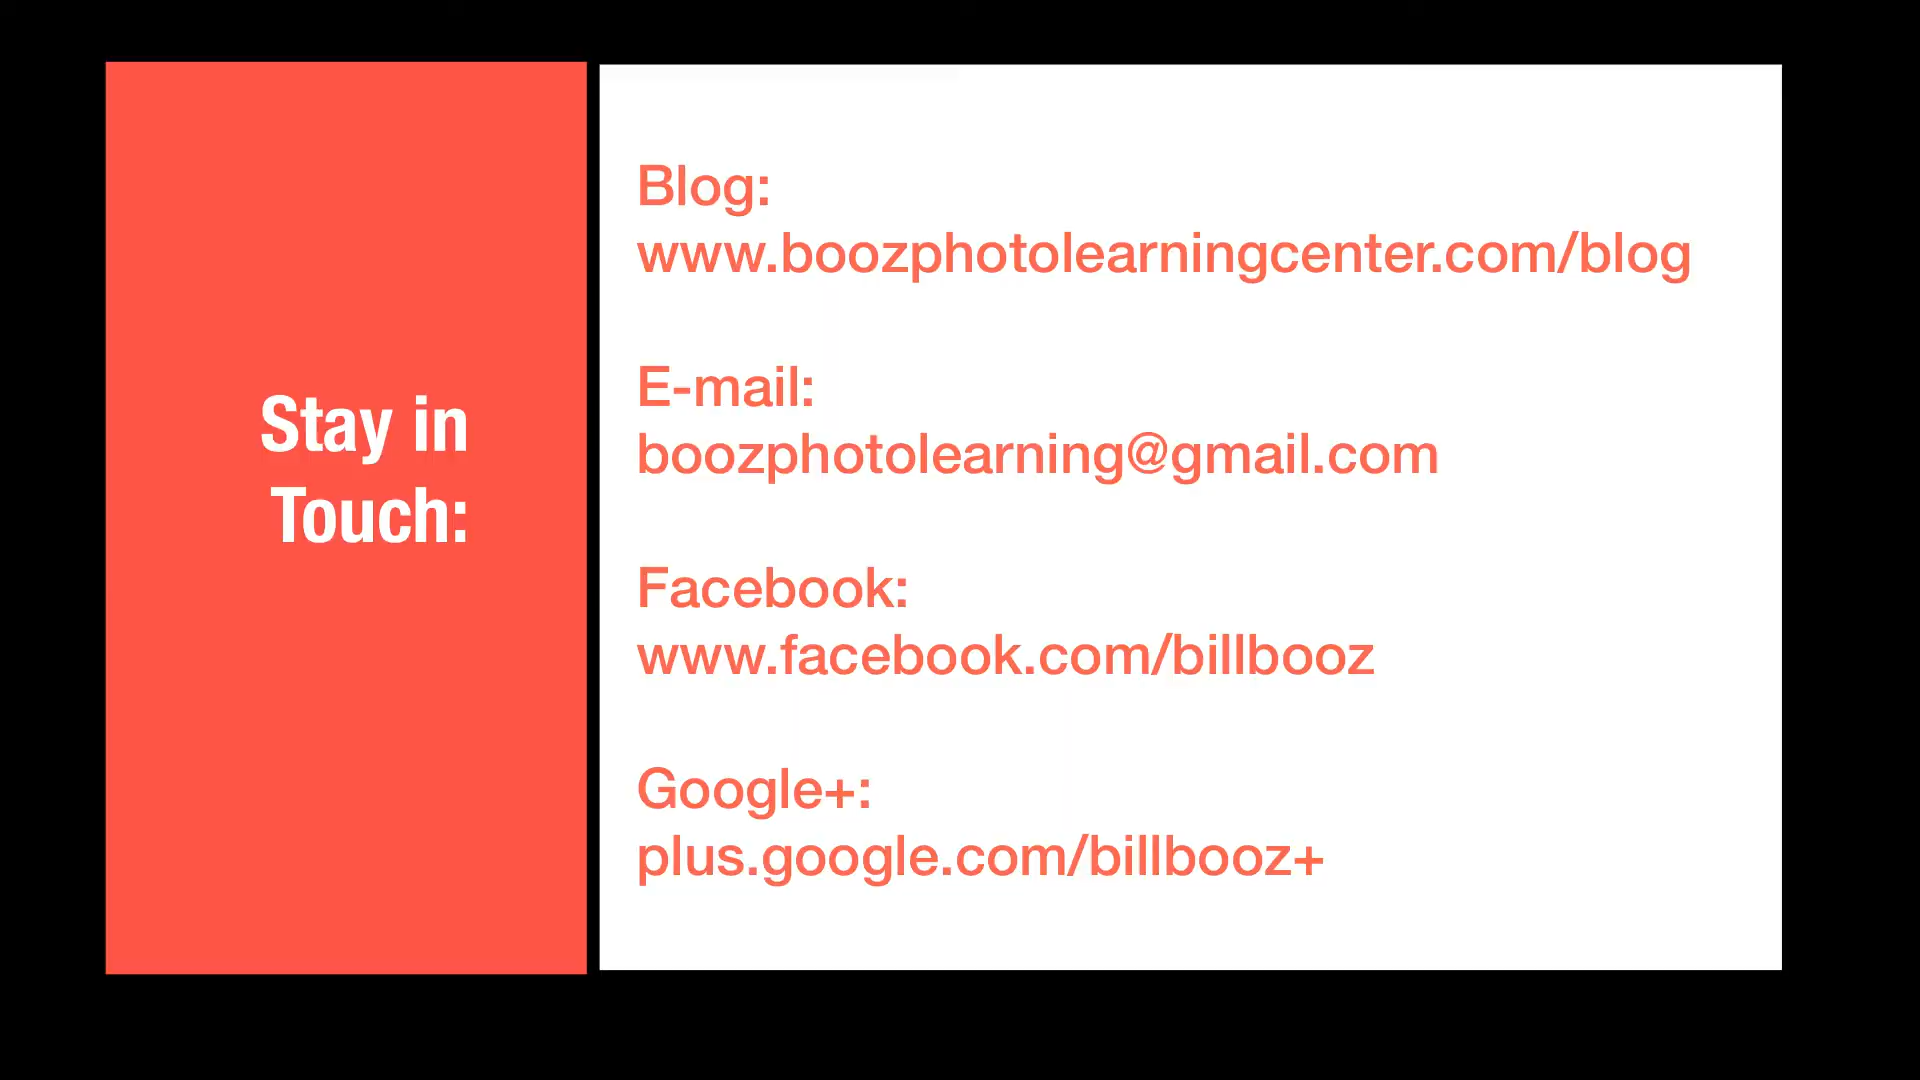 Stay in
Touch:
Blog:
www.boozphotolearningcenter.com/blog
E-mail:
boozphotolearning@gmail.com
Facebook:
www.facebook.com/billbooz
Google+:
plus.google.com/billbooz+